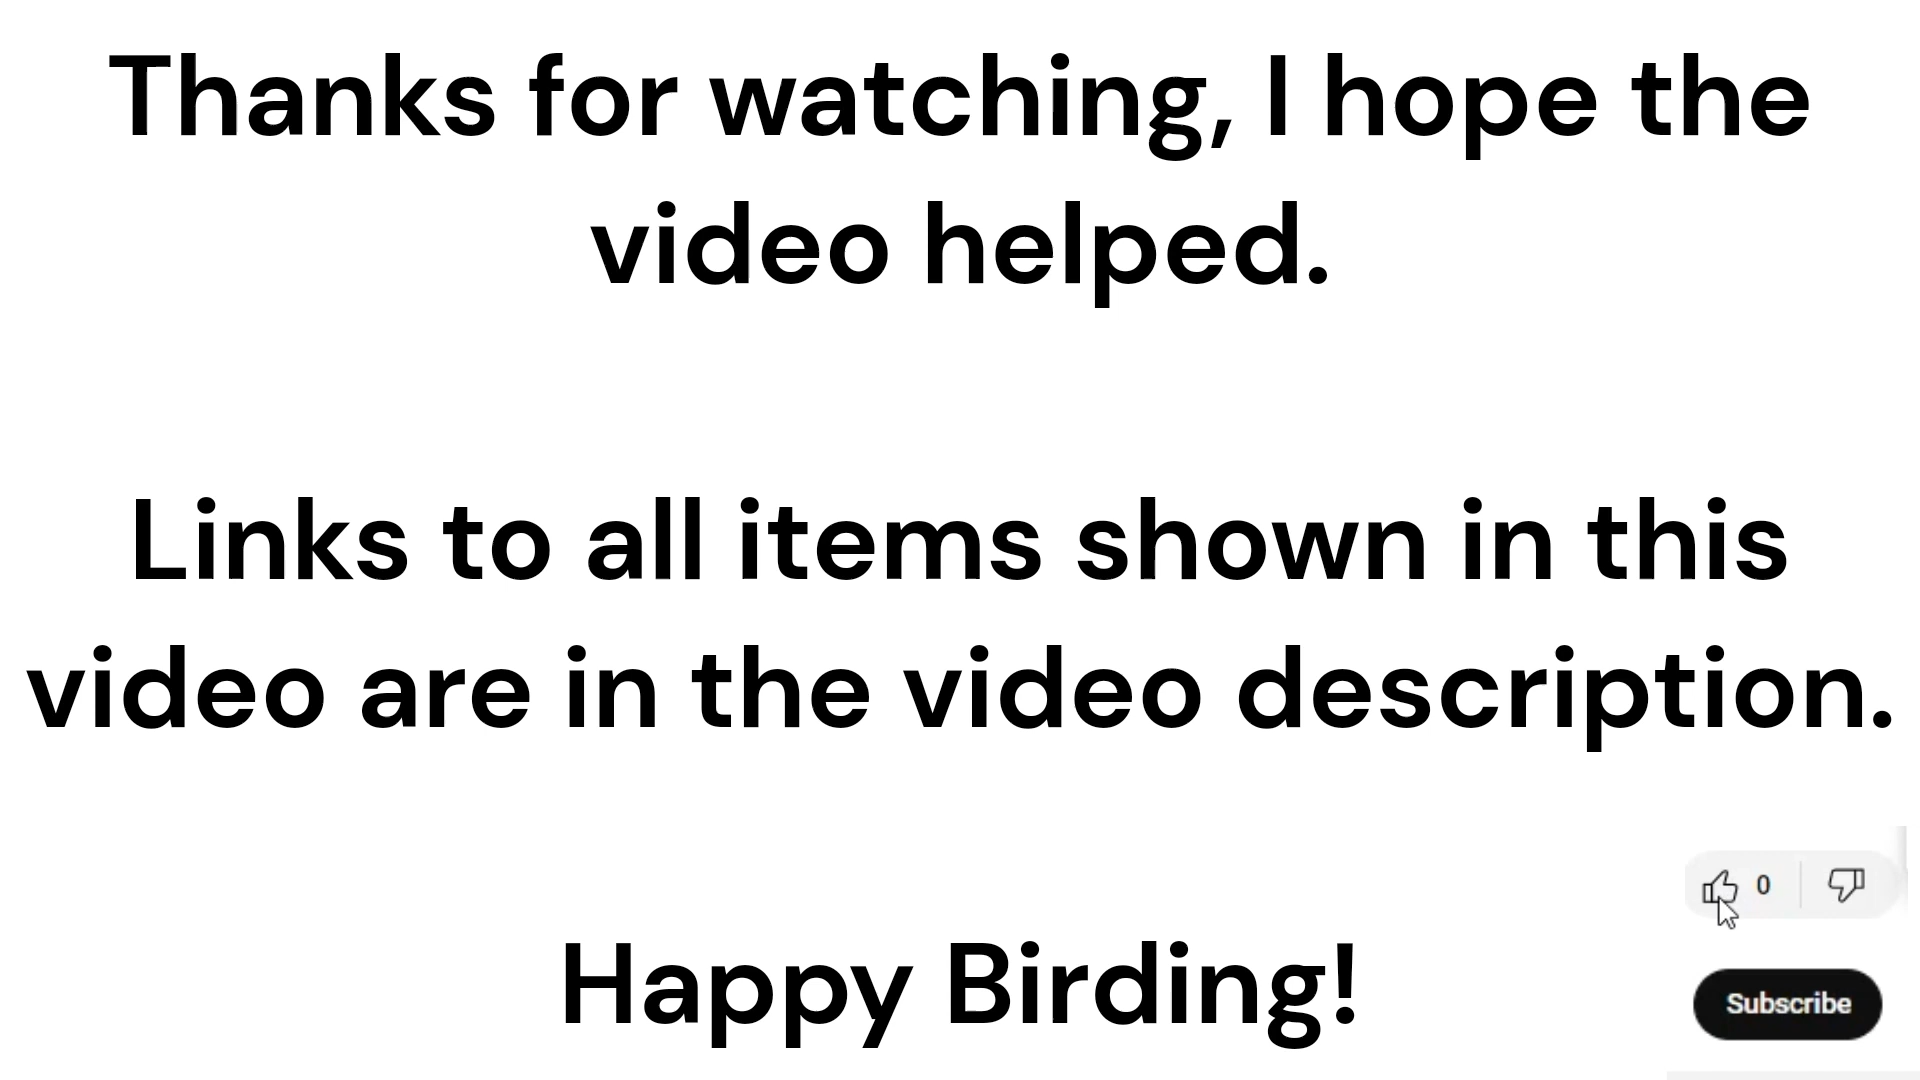 Thanks for watching, I hope the
video helped.
Links to all items shown in this
video are in the video description.
0
Subscribe
Happy Birding!